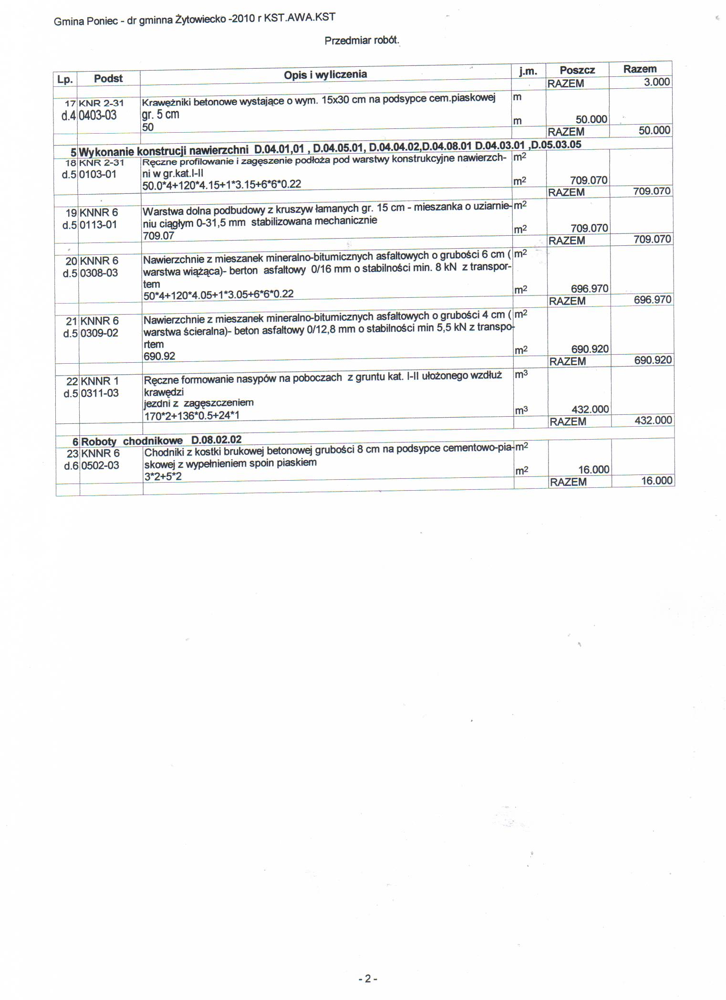 Gmina Poniec - dr gminna Żytowiecko -2010 r KST.AWA.KST
Przedmiar robót.
Lp. Podst Opis i wyliczenia j.m. Poszcz Razem
RAZEM 3.000
17 KNR 2-31 Krawężniki betonowe wystające o wym. 15x30 cm na podsypce cem.piaskowej m
d.4 0403-03 gr. 5 cm
50 m 50.000
RAZEM 50.000
5 Wykonanie konstrucji nawierzchni D.04.01,01 , D.04.05.01, D.04.04.02,D.04.08.01 D.04.03.01 ,D.05.03.05
18 KNR 2-31 Ręczne profilowanie i zagęszenie podłoża pod warstwy konstrukcyjne nawierzch- m2
d.5 0103-01 ni w gr.kat.I-II
50.0*4+120*4.15+1*3.15+6*6*0.22 m2 709.070
RAZEM 709.070
19 KNNR 6 Warstwa dolna podbudowy z kruszyw łamanych gr. 15 cm - mieszanka o uziarnie- m2
d.5 0113-01 niu ciągłym 0-31,5 mm stabilizowana mechanicznie
709.07 m2 709.070
RAZEM 709.070
20 KNNR 6 Nawierzchnie z mieszanek mineralno-bitumicznych asfaltowych o grubości 6 cm ( m2
d.5 0308-03 warstwa wiążąca)- berton asfaltowy 0/16 mm o stabilności min. 8 kN z transpor-
tem
50*4+120*4.05+1*3.05+6*6*0.22 m2 696.970
RAZEM 696.970
21 KNNR 6 Nawierzchnie z mieszanek mineralno-bitumicznych asfaltowych o grubości 4 cm ( m2
d.5 0309-02 warstwa ścieralna)- beton asfaltowy 0/12,8 mm o stabilności min 5,5 kN z transpo-
rtem
690.92 m2 690.920
RAZEM 690.920
22 KNNR 1 Ręczne formowanie nasypów na poboczach z gruntu kat. I-II ułożonego wzdłuż m3
d.5 0311-03 krawędzi
jezdni z zagęszczeniem
170*2+136*0.5+24*1 m3 432.000
RAZEM 432.000
6 Roboty chodnikowe D.08.02.02
23 KNNR 6 Chodniki z kostki brukowej betonowej grubości 8 cm na podsypce cementowo-pia- m2
d.6 0502-03 skowej z wypełnieniem spoin piaskiem
3*2+5*2 m2 16.000
RAZEM 16.000
- 2 -